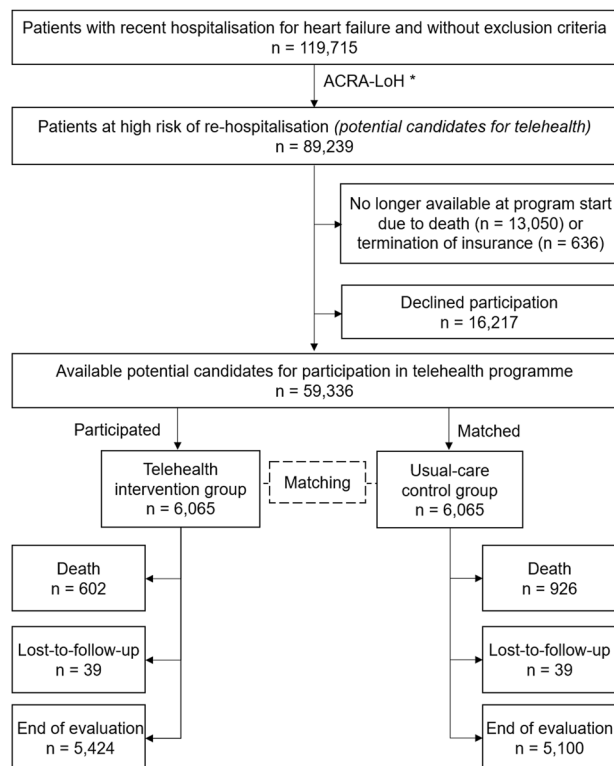 Patients with recent hospitalisation for heart failure and without exclusion criteria
n = 119,715
ACRA-LoH *
Patients at high risk of re-hospitalisation (potential candidates for telehealth)
n = 89,239
No longer available at program start
due to death (n = 13,050) or
termination of insurance (n = 636)
Declined participation
n = 16,217
Available potential candidates for participation in telehealth programme
n = 59,336
Participated
Matched
Telehealth
intervention group
n = 6,065
Matching
Usual-care
control group
n = 6,065
Death
n = 602
Death
n = 926
Lost-to-follow-up
n = 39
Lost-to-follow-up
n = 39
End of evaluation
n = 5,424
End of evaluation
n = 5,100